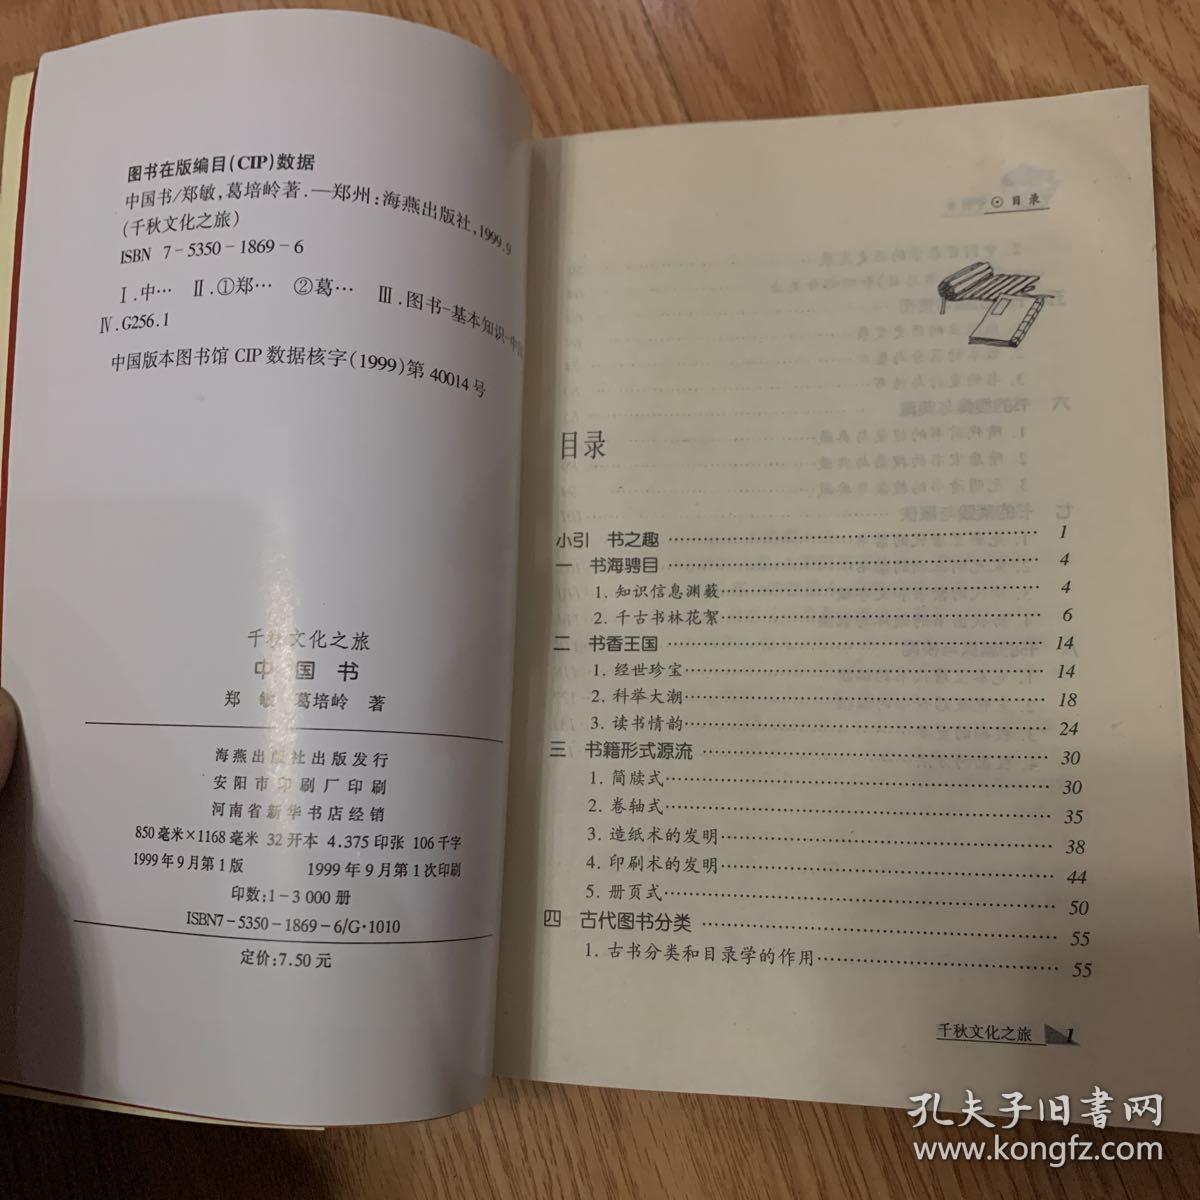 图书在版编目(CIP)数据
中国书/郑敏,葛培岭著.—郑州:海燕出版社,1999.9
(千秋文化之旅)
ISBN 7-5350-1869-6
Ⅰ.中… Ⅱ.①郑… ②葛… Ⅲ.图书-基本知识-中国
Ⅳ.G256.1
中国版本图书馆CIP数据核字(1999)第40014号
千秋文化之旅
中国书
郑敏 葛培岭 著
海燕出版社出版发行
安阳市印刷厂印刷
河南省新华书店经销
850毫米×1168毫米 32开本 4.375印张 106千字
1999年9月第1版 1999年9月第1次印刷
印数:1-3 000册
ISBN7-5350-1869-6/G·1010
定价:7.50元
⊙目录
目录
小引 书之趣……1
一 书海骋目……4
1.知识信息渊薮……4
2.千古书林花絮……6
二 书香王国……14
1.经世珍宝……14
2.科举大潮……18
3.读书情韵……24
三 书籍形式源流……30
1.简牍式……30
2.卷轴式……35
3.造纸术的发明……38
4.印刷术的发明……44
5.册页式……50
四 古代图书分类……55
1.古书分类和目录学的作用……55
千秋文化之旅 1
孔夫子旧书网
www.kongfz.com